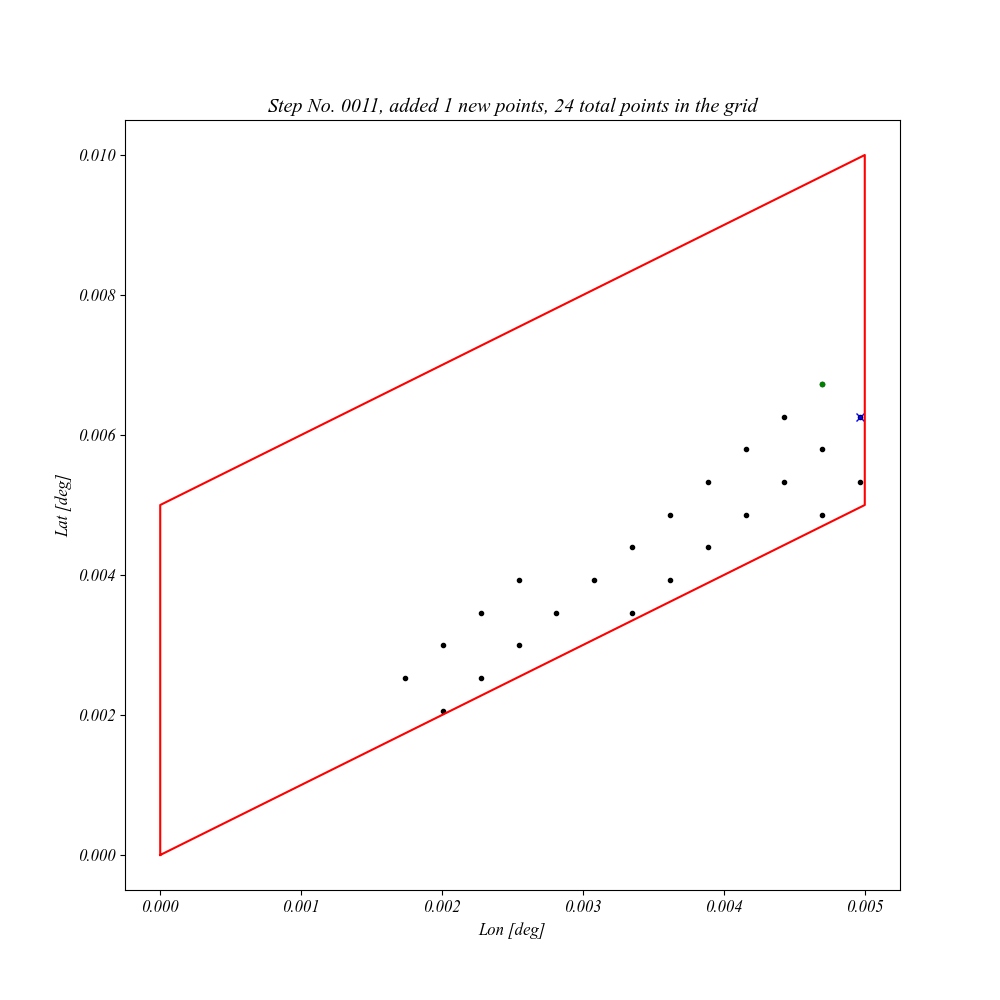 Step No. 0011, added 1 new points, 24 total points in the grid
0.010
0.008
0.006
0.004
0.002
0.000
Lat [deg]
0.000 0.001 0.002 0.003 0.004 0.005
Lon [deg]